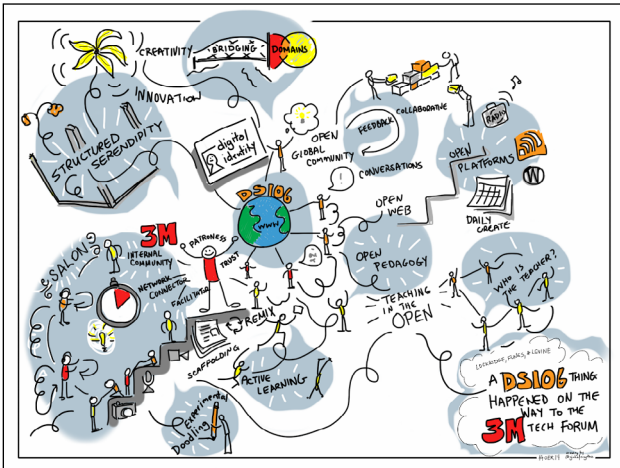 CREATIVITY
INNOVATION
BRIDGING
DOMAINS
STRUCTURED
SERENDIPITY
digital
identity
OPEN
GLOBAL
COMMUNITY
FEEDBACK
COLLABORATIVE
CONVERSATIONS
RADIO
OPEN
PLATFORMS
W
DAILY
CREATE
DS106
WWW
OPEN
WEB
OPEN
PEDAGOGY
TEACHING
IN THE
OPEN
WHO IS
THE TEACHER?
SALON
3M
INTERNAL
COMMUNITY
NETWORK
CONNECTOR
FACILITATOR
PATRONESS
TRUST
REMIX
SCAFFOLDING
ACTIVE
LEARNING
Experimental
Doodling
LOCKRIDGE, FUNES, & LEVINE
A DS106 THING
HAPPENED ON THE
WAY TO THE
3M TECH FORUM